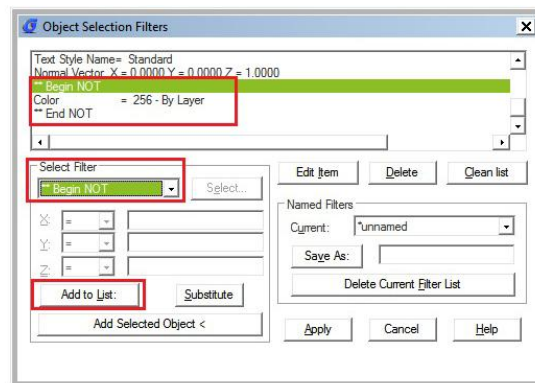 Object Selection Filters
Text Style Name= Standard
Normal Vector X = 0.0000 Y = 0.0000 Z = 1.0000
** Begin NOT
Color = 256 - By Layer
** End NOT
Select Filter
** Begin NOT
Select...
X: =
Y: =
Z: =
Add to List:
Substitute
Add Selected Object <
Edit Item
Delete
Clean list
Named Filters
Current: *unnamed
Save As:
Delete Current Filter List
Apply
Cancel
Help